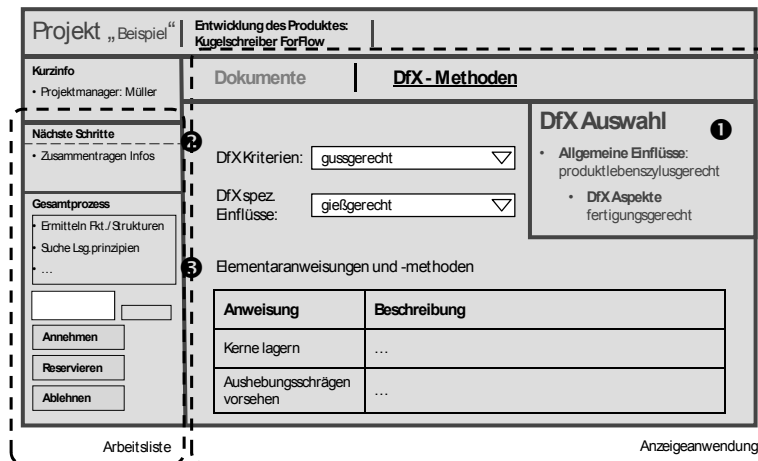 Projekt „Beispiel“
Entwicklung des Produktes:
Kugelschreiber ForFlow
Kurzinfo
• Projektmanager: Müller
Nächste Schritte
• Zusammentragen Infos
Gesamtprozess
• Ermitteln Fkt./Strukturen
• Suche Lsg.prinzipien
• …
Annehmen
Reservieren
Ablehnen
Arbeitsliste
Dokumente
DfX - Methoden
DfX Auswahl
❶
• Allgemeine Einflüsse:
produktlebenszylusgerecht
• DfX Aspekte
fertigungsgerecht
❷
DfX Kriterien:
gussgerecht
DfX spez.
Einflüsse:
gießgerecht
❸
Elementaranweisungen und -methoden
Anweisung
Beschreibung
Kerne lagern
…
Aushebungsschrägen
vorsehen
…
Anzeigeanwendung